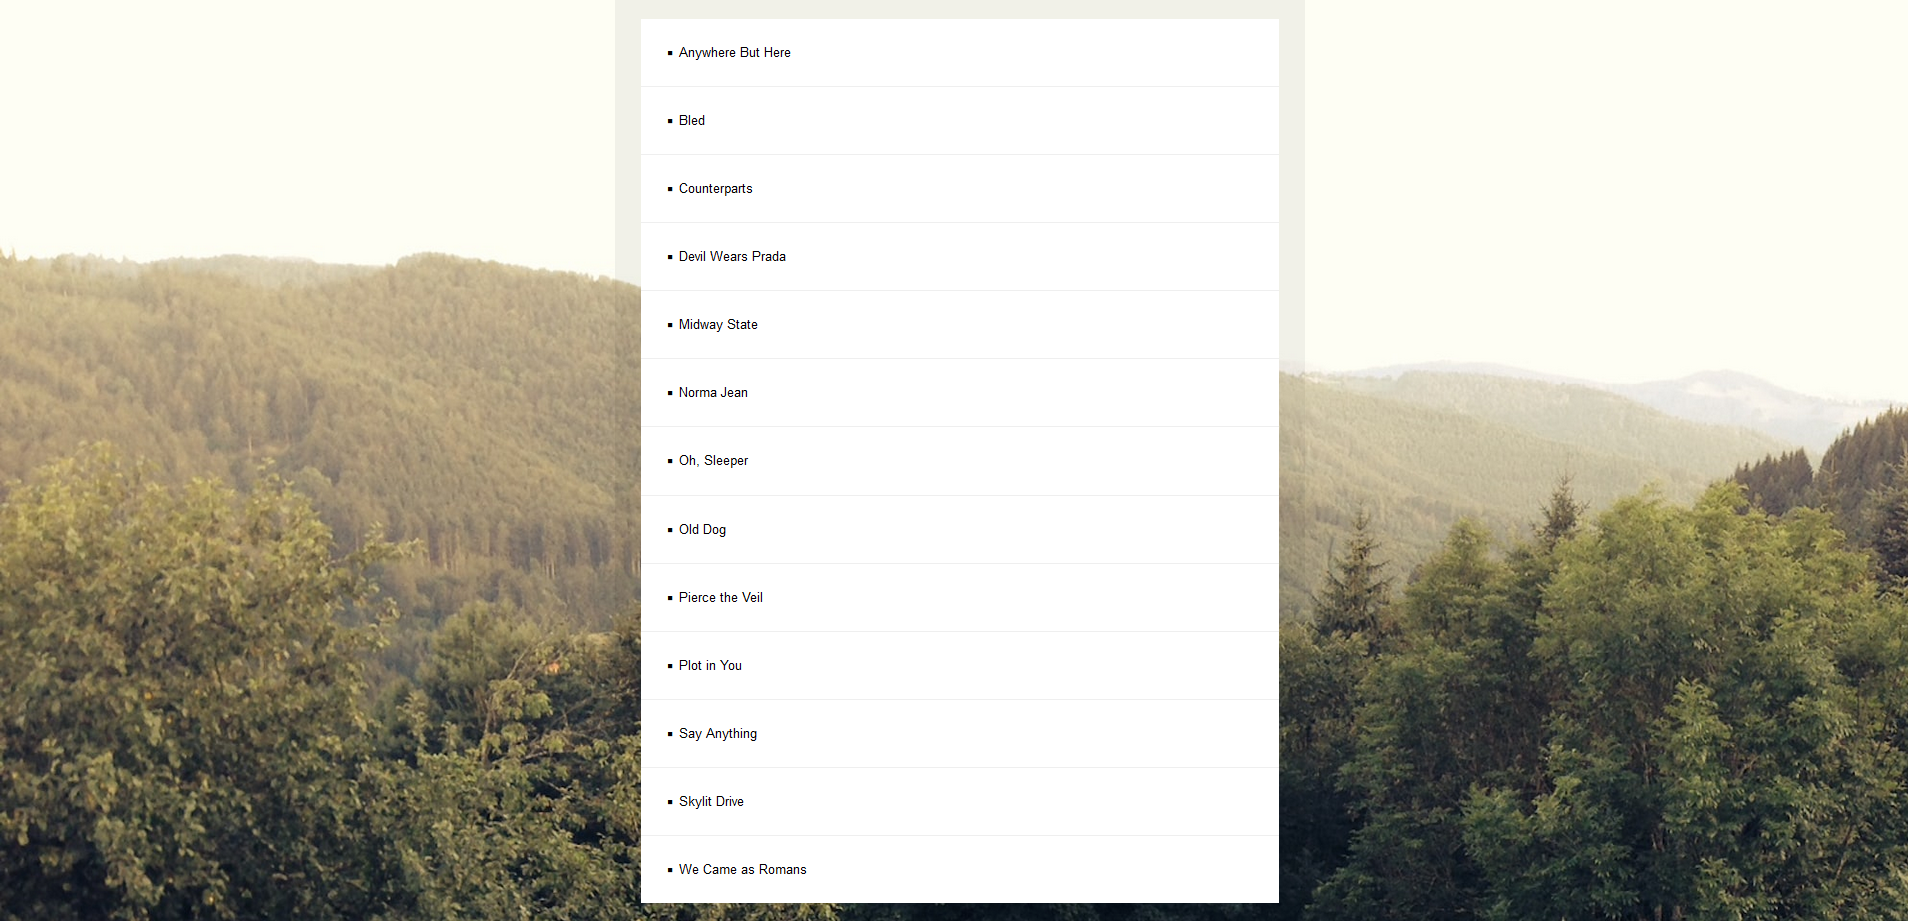 Anywhere But Here
Bled
Counterparts
Devil Wears Prada
Midway State
Norma Jean
Oh, Sleeper
Old Dog
Pierce the Veil
Plot in You
Say Anything
Skylit Drive
We Came as Romans